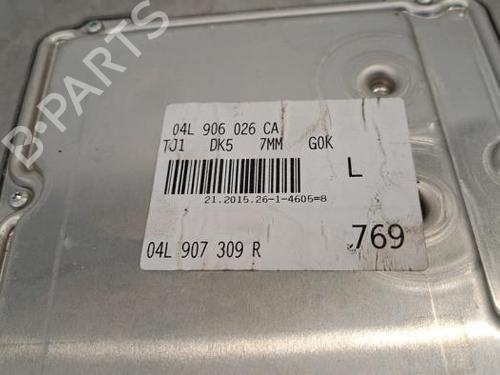 B-PARTS
04L 906 026 CA
TJ1 DK5 7MM G0K
L
21.2015.26-1-4605=8
769
04L 907 309 R